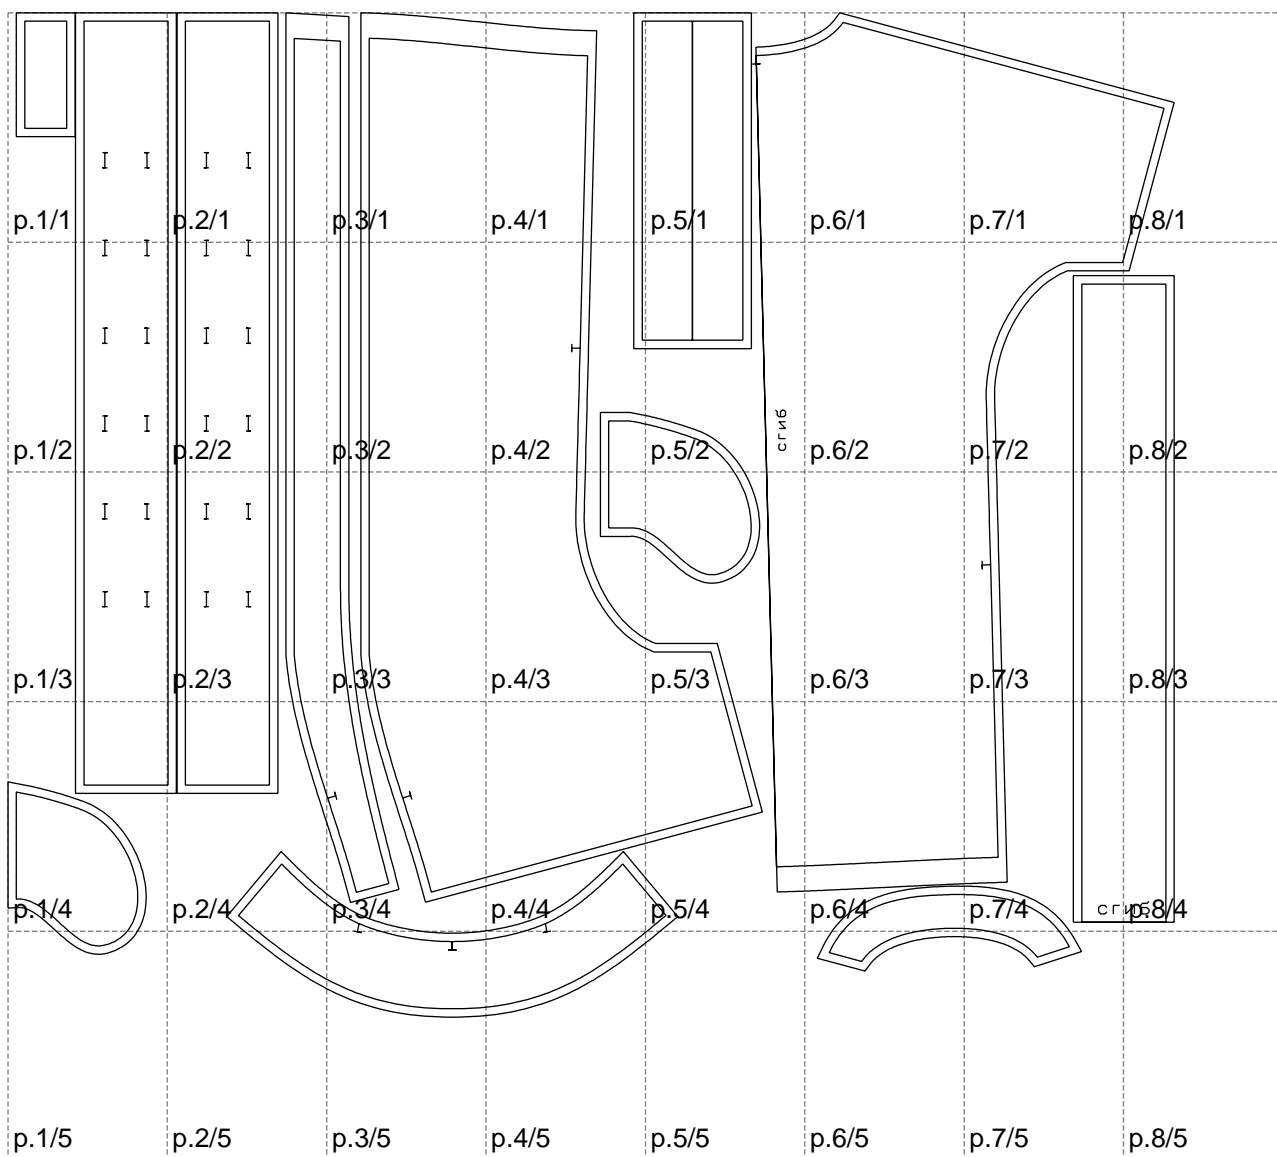 p.1/1 p.2/1 p.3/1 p.4/1 p.5/1 p.6/1 p.7/1 p.8/1
сгиб
p.1/2 p.2/2 p.3/2 p.4/2 p.5/2 p.6/2 p.7/2 p.8/2
p.1/3 p.2/3 p.3/3 p.4/3 p.5/3 p.6/3 p.7/3 p.8/3
p.1/4 p.2/4 p.3/4 p.4/4 p.5/4 p.6/4 p.7/4 сгиб p.8/4
p.1/5 p.2/5 p.3/5 p.4/5 p.5/5 p.6/5 p.7/5 p.8/5